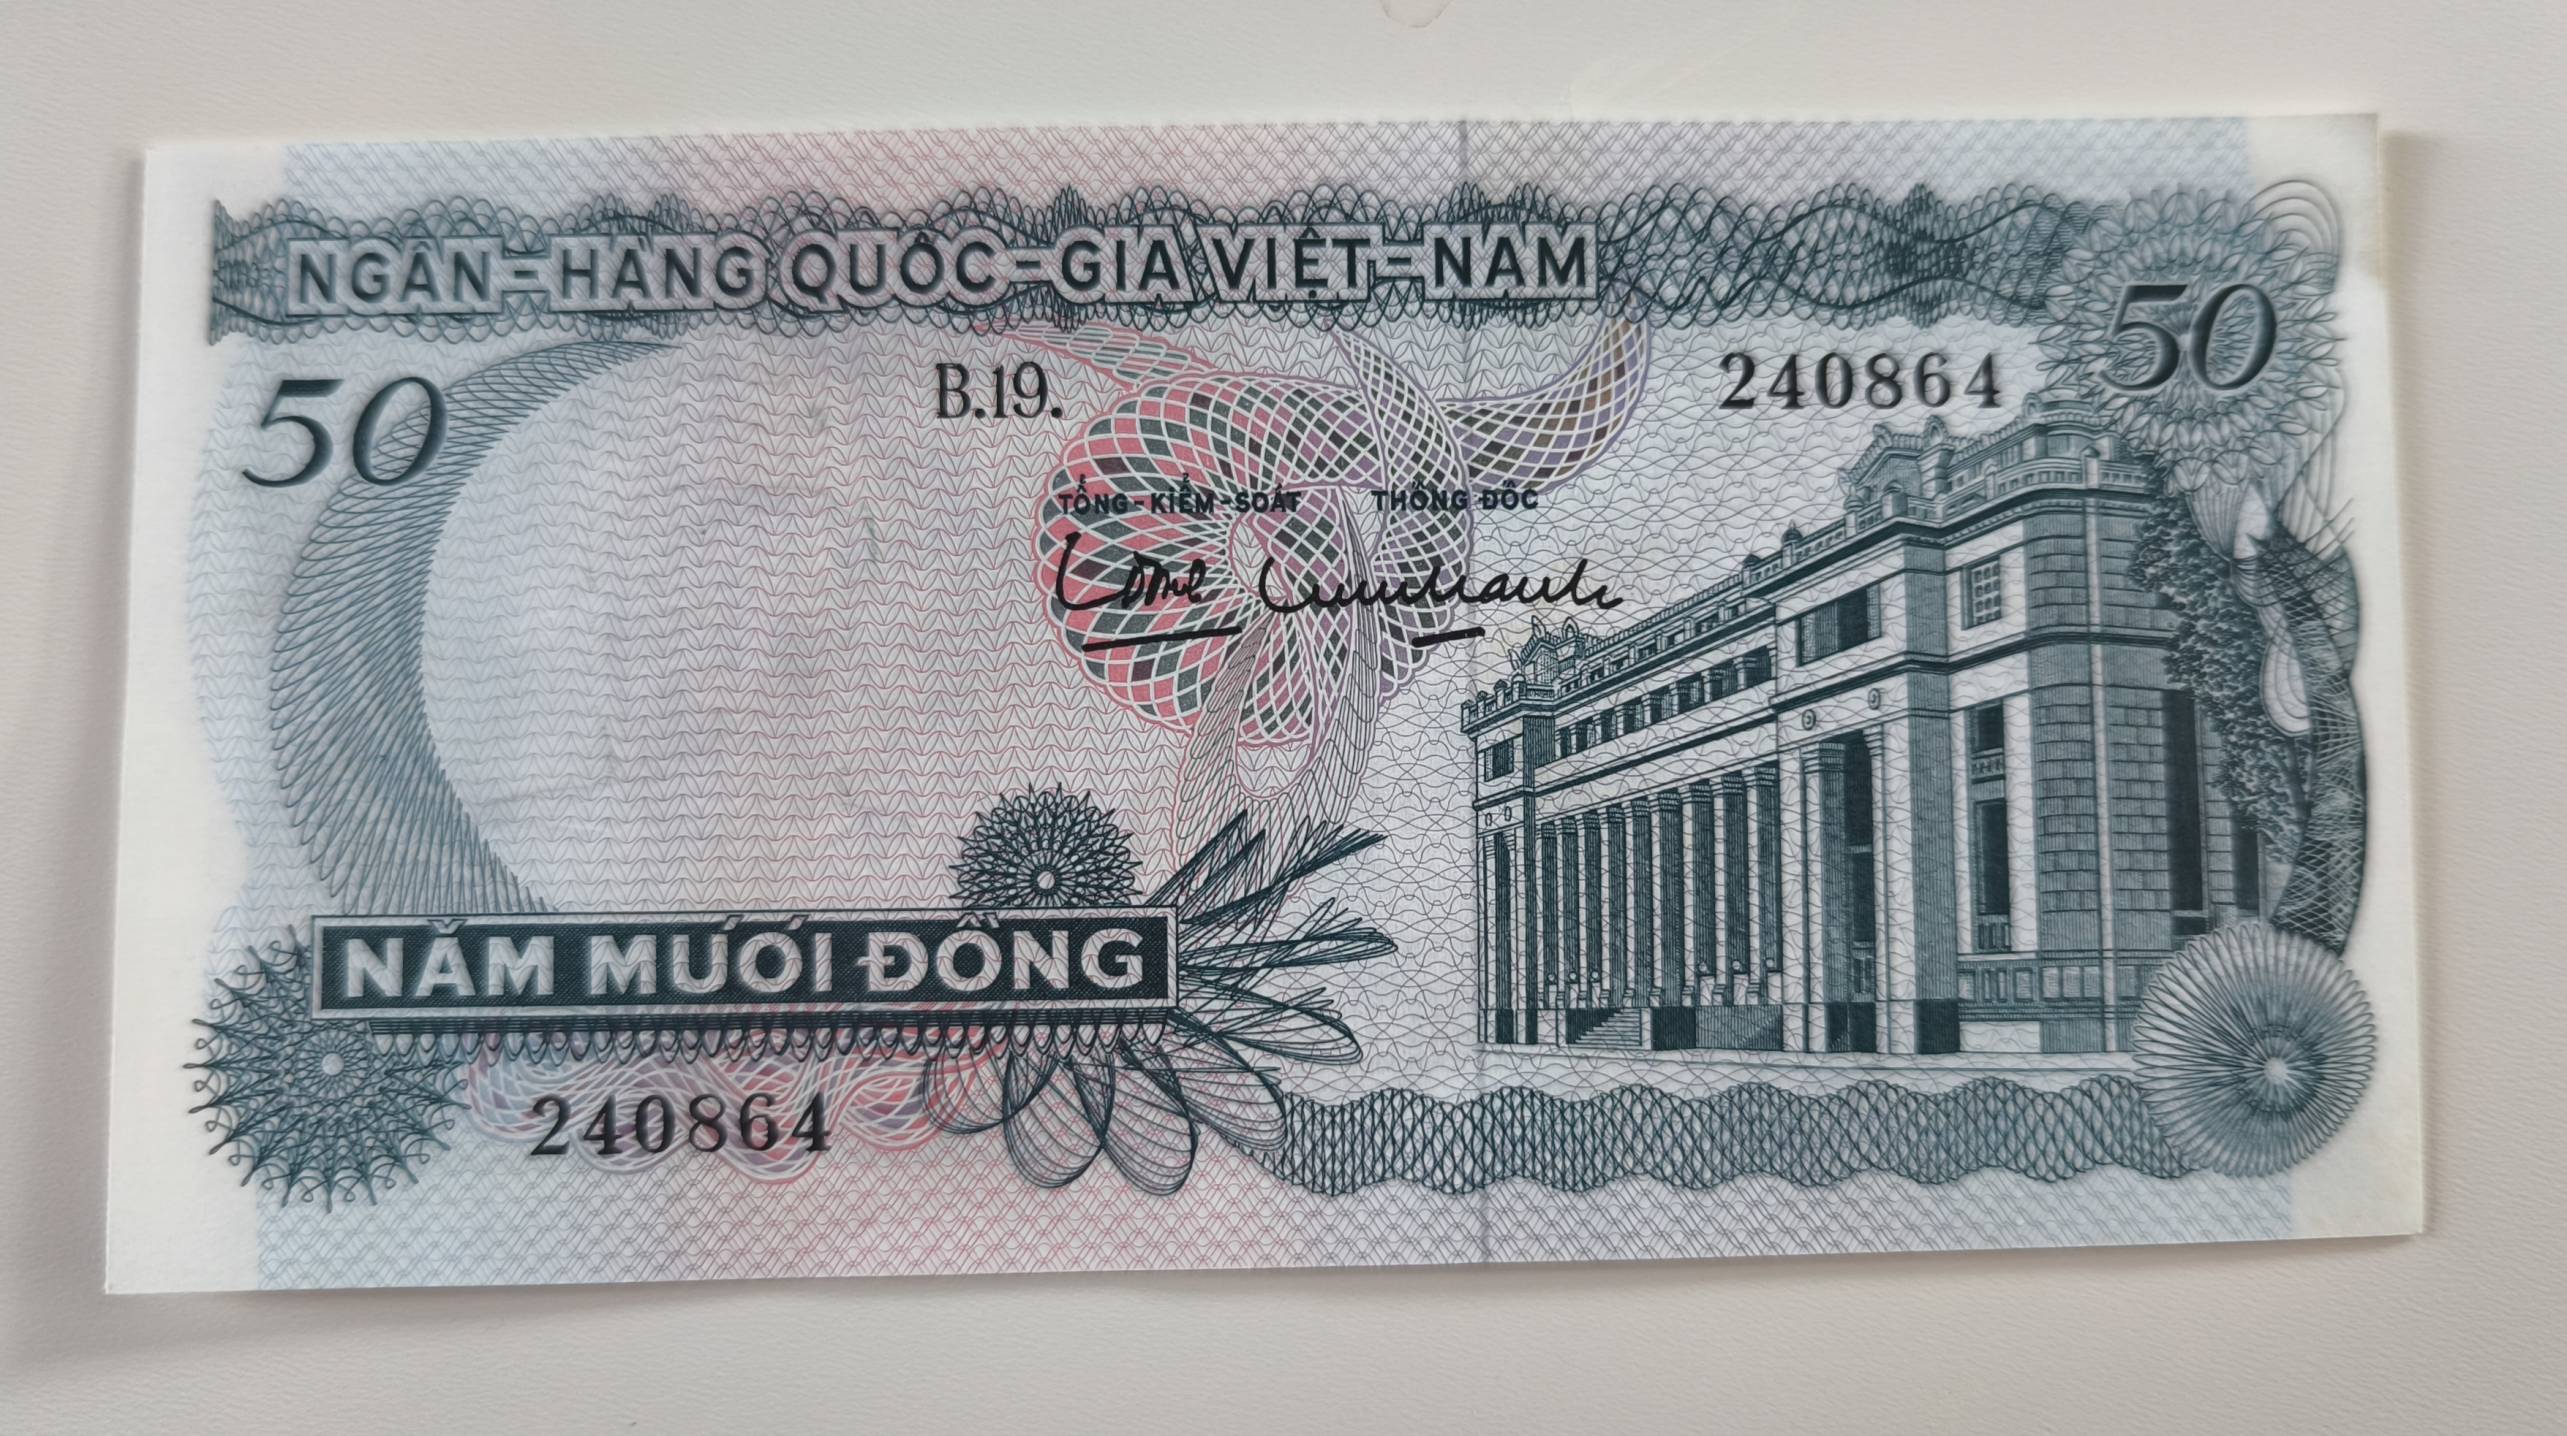 NGÂN-HÀNG QUỐC-GIA VIỆT-NAM
50
50
B.19.
240864
TỔNG-KIỂM-SOÁT THỐNG ĐỐC
NĂM MƯƠI ĐỒNG
240864